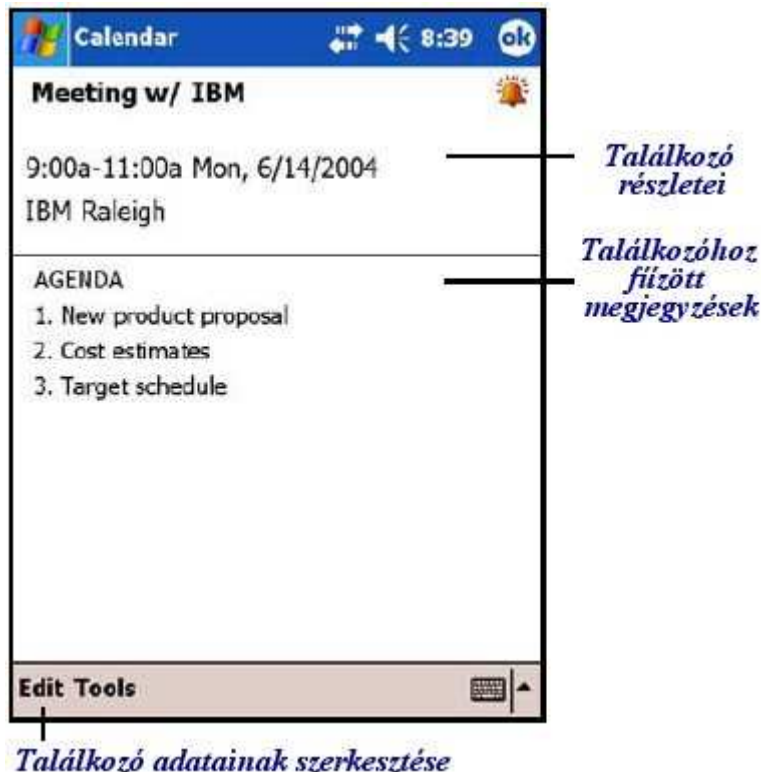 Calendar 8:39 ok
Meeting w/ IBM
9:00a-11:00a Mon, 6/14/2004
IBM Raleigh
Találkozó
részletei
AGENDA
1. New product proposal
2. Cost estimates
3. Target schedule
Találkozóhoz
fűzött
megjegyzések
Edit Tools
Találkozó adatainak szerkesztése